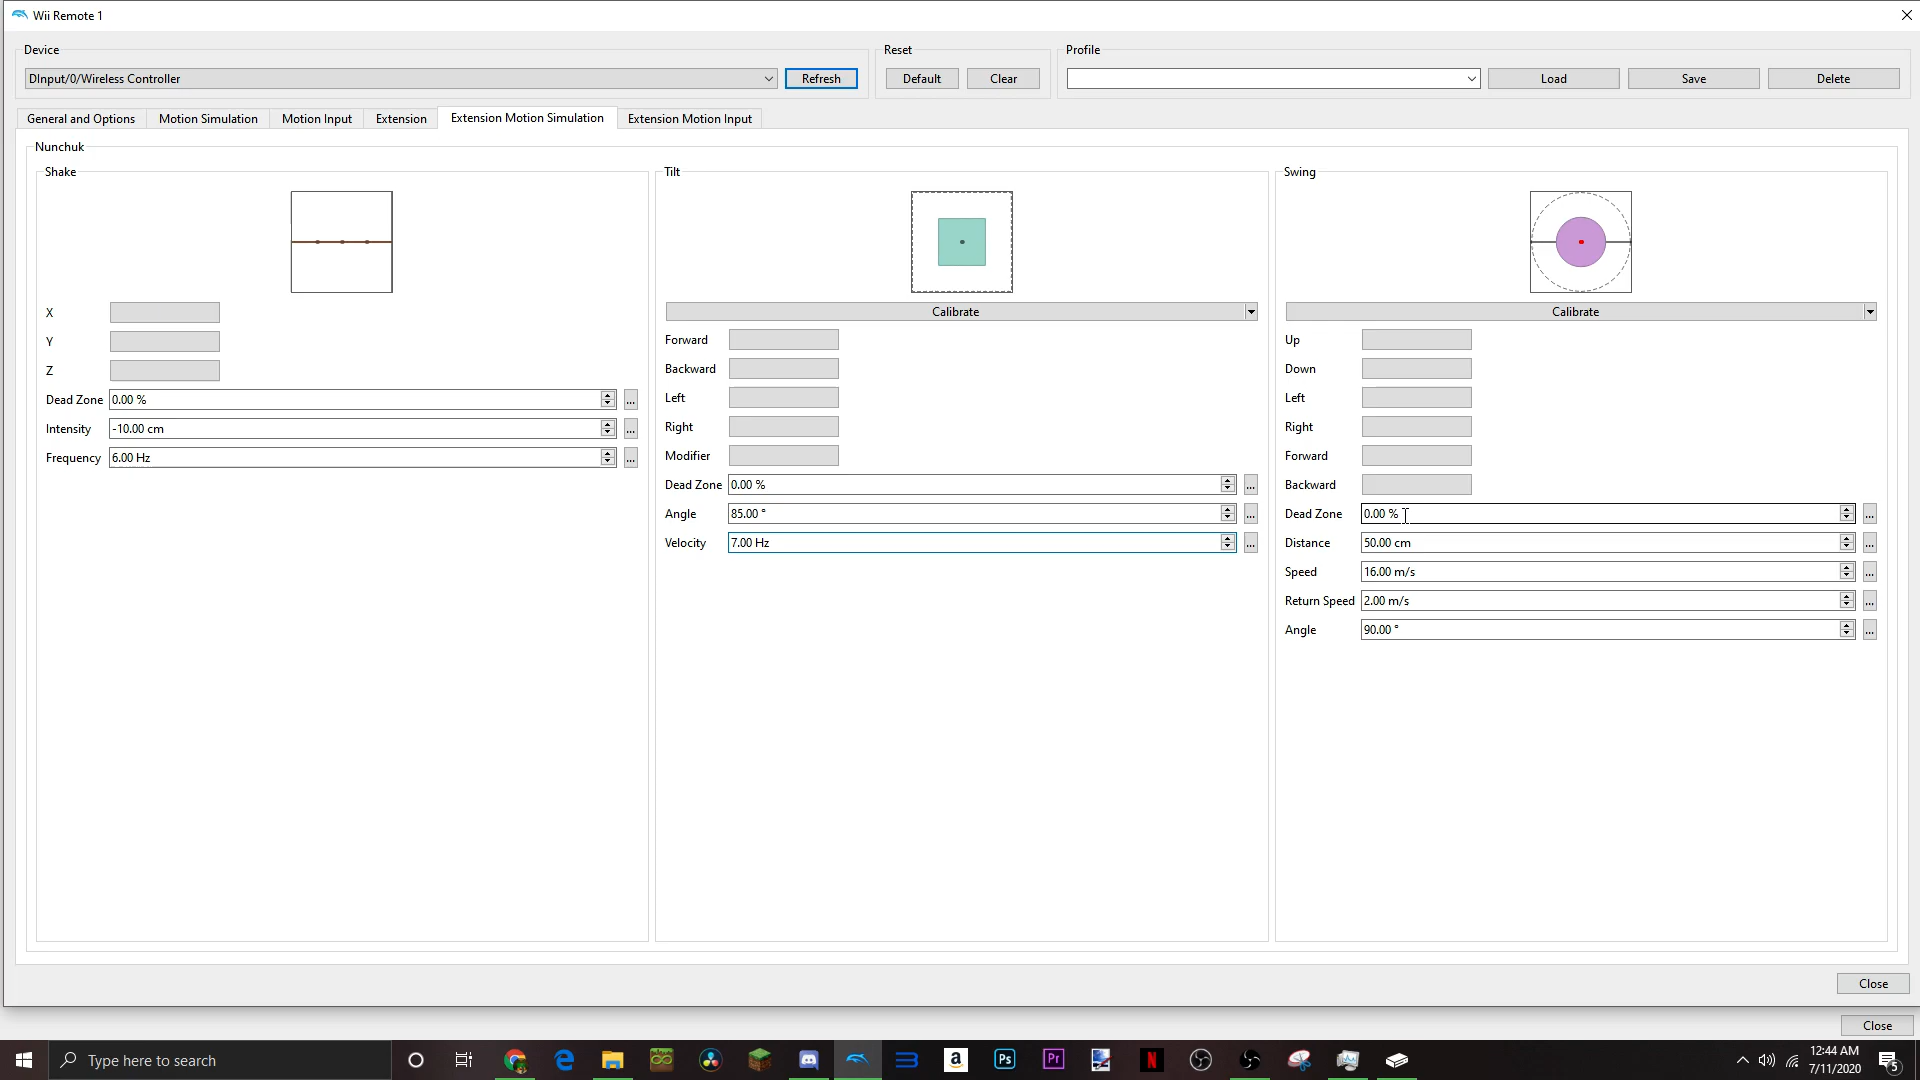 Wii Remote 1
Device
Reset
Profile
DInput/0/Wireless Controller
Refresh
Default
Clear
Load
Save
Delete
General and Options
Motion Simulation
Motion Input
Extension
Extension Motion Simulation
Extension Motion Input
Nunchuk
Shake
X
Y
Z
Dead Zone 0.00 % ...
Intensity -10.00 cm ...
Frequency 6.00 Hz ...
Tilt
Calibrate
Forward
Backward
Left
Right
Modifier
Dead Zone 0.00 % ...
Angle 85.00 ° ...
Velocity 7.00 Hz ...
Swing
Calibrate
Up
Down
Left
Right
Forward
Backward
Dead Zone 0.00 % ...
Distance 50.00 cm ...
Speed 16.00 m/s ...
Return Speed 2.00 m/s ...
Angle 90.00 ° ...
Close
Close
Type here to search
a
Ps
Pr
N
12:44 AM
7/11/2020
5